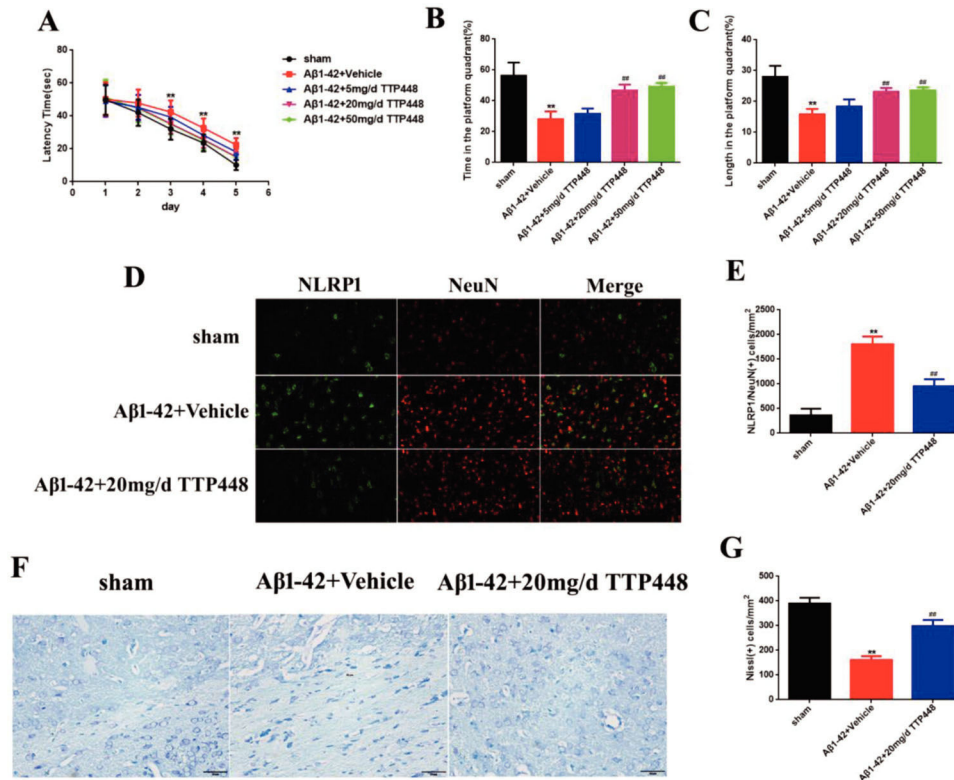 A
Latency Time(sec)
80
60
40
20
0
0 1 2 3 4 5 6
day
** ** **
sham
Aβ1-42+Vehicle
Aβ1-42+5mg/d TTP448
Aβ1-42+20mg/d TTP448
Aβ1-42+50mg/d TTP448
B
Time in the platform quadrant(%)
80
60
40
20
0
**
##
##
sham
Aβ1-42+Vehicle
Aβ1-42+5mg/d TTP448
Aβ1-42+20mg/d TTP448
Aβ1-42+50mg/d TTP448
C
Length in the platform quadrant(%)
40
30
20
10
0
**
##
##
sham
Aβ1-42+Vehicle
Aβ1-42+5mg/d TTP448
Aβ1-42+20mg/d TTP448
Aβ1-42+50mg/d TTP448
D
NLRP1 NeuN Merge
sham
Aβ1-42+Vehicle
Aβ1-42+20mg/d TTP448
E
NLRP1/NeuN(+) cells/mm²
2500
2000
1500
1000
500
0
**
##
sham
Aβ1-42+Vehicle
Aβ1-42+20mg/d TTP448
F
sham Aβ1-42+Vehicle Aβ1-42+20mg/d TTP448
G
Nissl(+) cells/mm²
500
400
300
200
100
0
**
##
sham
Aβ1-42+Vehicle
Aβ1-42+20mg/d TTP448